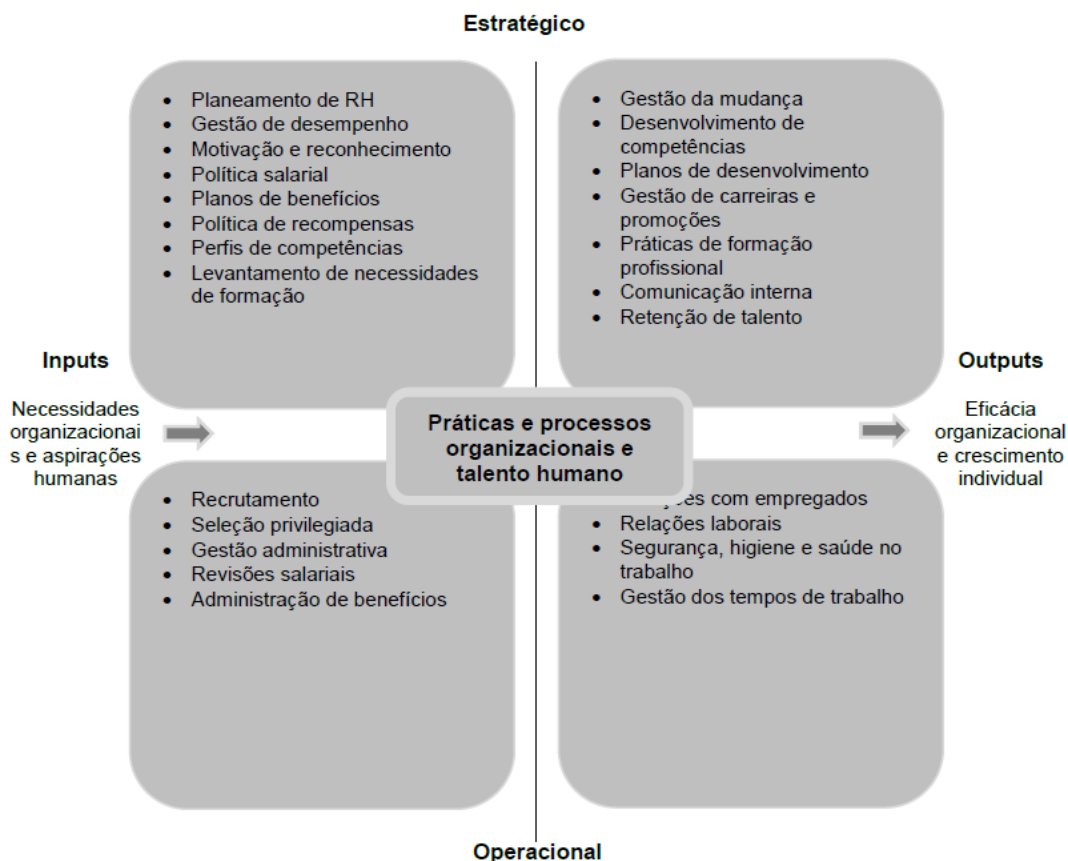 Estratégico
• Planeamento de RH
• Gestão de desempenho
• Motivação e reconhecimento
• Política salarial
• Planos de benefícios
• Política de recompensas
• Perfis de competências
• Levantamento de necessidades
de formação
• Gestão da mudança
• Desenvolvimento de
competências
• Planos de desenvolvimento
• Gestão de carreiras e
promoções
• Práticas de formação
profissional
• Comunicação interna
• Retenção de talento
Inputs
Necessidades
organizacionai
s e aspirações
humanas
Práticas e processos
organizacionais e
talento humano
Outputs
Eficácia
organizacional
e crescimento
individual
• Recrutamento
• Seleção privilegiada
• Gestão administrativa
• Revisões salariais
• Administração de benefícios
com empregados
• Relações laborais
• Segurança, higiene e saúde no
trabalho
• Gestão dos tempos de trabalho
Operacional